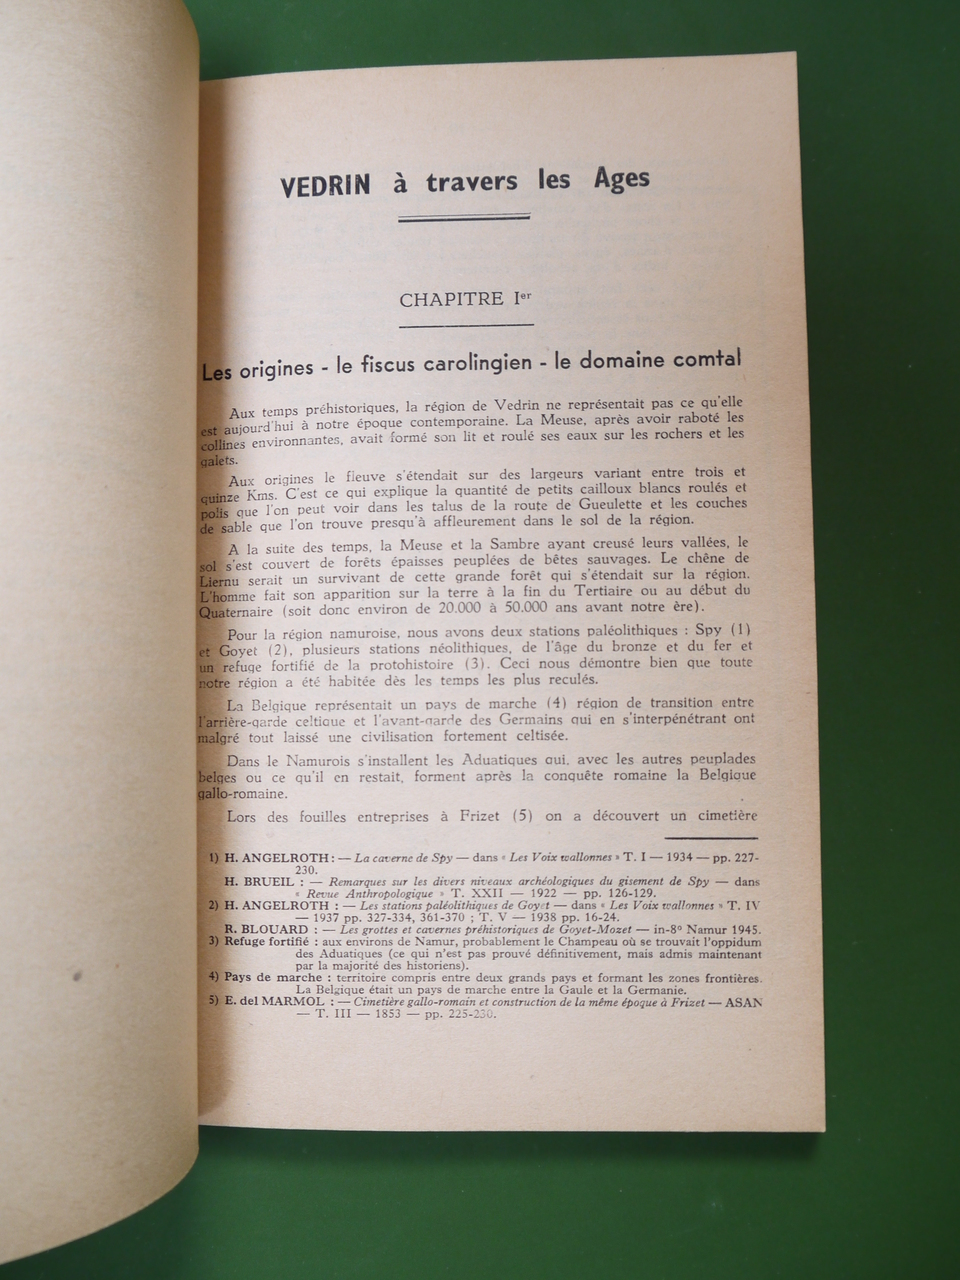 VEDRIN à travers les Ages
CHAPITRE Ier
Les origines - le fiscus carolingien - le domaine comtal
Aux temps préhistoriques, la région de Vedrin ne représentait pas ce qu'elle
est aujourd'hui à notre époque contemporaine. La Meuse, après avoir raboté les
collines environnantes, avait formé son lit et roulé ses eaux sur les rochers et les
galets.
Aux origines le fleuve s'étendait sur des largeurs variant entre trois et
quinze Kms. C'est ce qui explique la quantité de petits cailloux blancs roulés et
polis que l'on peut voir dans les talus de la route de Gueulette et les couches
de sable que l'on trouve presqu'à affleurement dans le sol de la région.
A la suite des temps, la Meuse et la Sambre ayant creusé leurs vallées, le
sol s'est couvert de forêts épaisses peuplées de bêtes sauvages. Le chêne de
Liernu serait un survivant de cette grande forêt qui s'étendait sur la région.
L'homme fait son apparition sur la terre à la fin du Tertiaire ou au début du
Quaternaire (soit donc environ de 20.000 à 50.000 ans avant notre ère).
Pour la région namuroise, nous avons deux stations paléolithiques : Spy (1)
et Goyet (2), plusieurs stations néolithiques, de l'âge du bronze et du fer et
un refuge fortifié de la protohistoire (3). Ceci nous démontre bien que toute
notre région a été habitée dès les temps les plus reculés.
La Belgique représentait un pays de marche (4) région de transition entre
l'arrière-garde celtique et l'avant-garde des Germains qui en s'interpénétrant ont
malgré tout laissé une civilisation fortement celtisée.
Dans le Namurois s'installent les Aduatiques qui, avec les autres peuplades
belges ou ce qu'il en restait, forment après la conquête romaine la Belgique
gallo-romaine.
Lors des fouilles entreprises à Frizet (5) on a découvert un cimetière
1) H. ANGELROTH : — La caverne de Spy — dans « Les Voix wallonnes » T. I — 1934 — pp. 227-
230.
H. BRUEIL : — Remarques sur les divers niveaux archéologiques du gisement de Spy — dans
« Revue Anthropologique » T. XXII — 1922 — pp. 126-129.
2) H. ANGELROTH : — Les stations paléolithiques de Goyet — dans « Les Voix wallonnes » T. IV
— 1937 pp. 327-334, 361-370 ; T. V — 1938 pp. 16-24.
R. BLOUARD : — Les grottes et cavernes préhistoriques de Goyet-Mozet — in-8° Namur 1945.
3) Refuge fortifié : aux environs de Namur, probablement le Champeau où se trouvait l'oppidum
des Aduatiques (ce qui n'est pas prouvé définitivement, mais admis maintenant
par la majorité des historiens).
4) Pays de marche : territoire compris entre deux grands pays et formant les zones frontières.
La Belgique était un pays de marche entre la Gaule et la Germanie.
5) E. del MARMOL : — Cimetière gallo-romain et construction de la même époque à Frizet — ASAN
— T. III — 1853 — pp. 225-230.